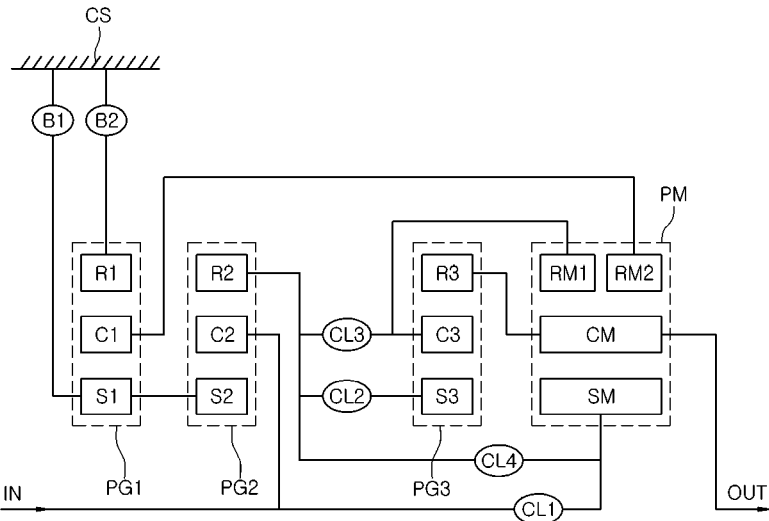 CS
B1 B2
PM
R1 R2 R3 RM1 RM2
C1 C2 CL3 C3 CM
S1 S2 CL2 S3 SM
CL4
PG1 PG2 PG3
IN CL1 OUT